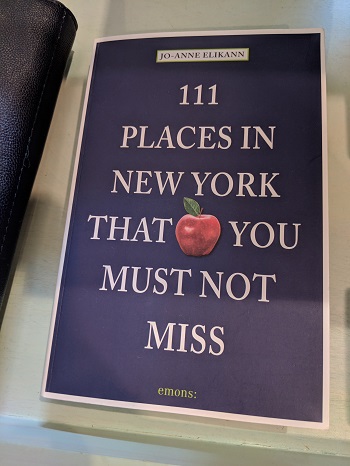 JO-ANNE ELIKANN
111
PLACES IN
NEW YORK
THAT YOU
MUST NOT
MISS
emons: